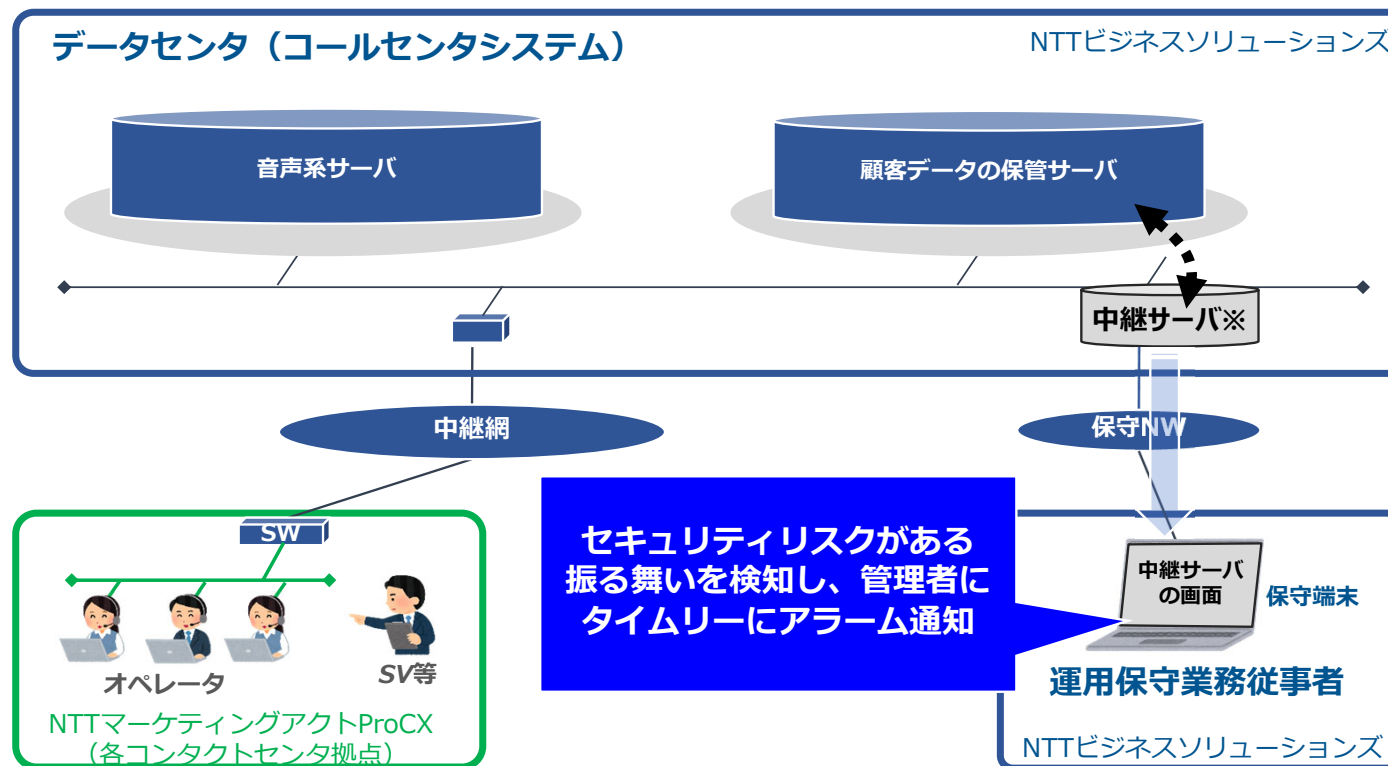 データセンタ（コールセンタシステム）
NTTビジネスソリューションズ
音声系サーバ
顧客データの保管サーバ
中継サーバ※
中継網
保守NW
SW
セキュリティリスクがある
振る舞いを検知し、管理者に
タイムリーにアラーム通知
中継サーバ
の画面
保守端末
オペレータ
SV等
運用保守業務従事者
NTTマーケティングアクトProCX
（各コンタクトセンタ拠点）
NTTビジネスソリューションズ